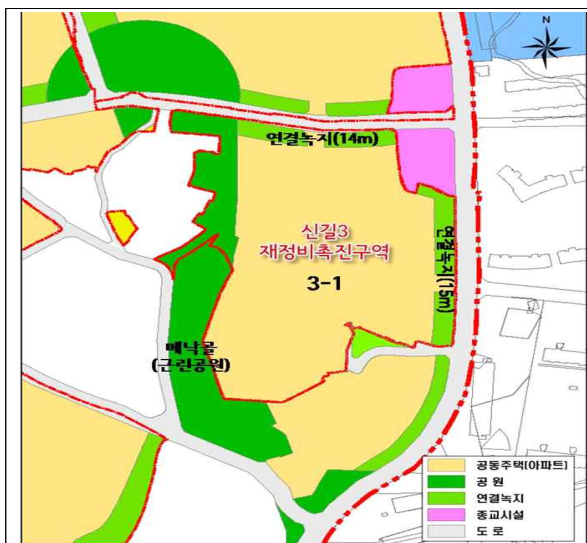 N
연결녹지(14m)
신길3
재정비촉진구역
3-1
연결녹지(15m)
메낙골
(근린공원)
공동주택(아파트)
공 원
연결녹지
종교시설
도 로